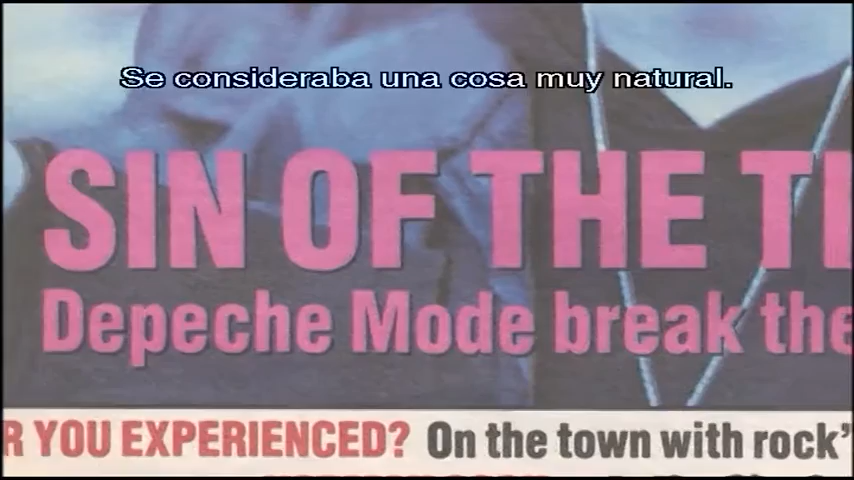 Se consideraba una cosa muy natural.
SIN OF THE TI
Depeche Mode break the
R YOU EXPERIENCED? On the town with rock'